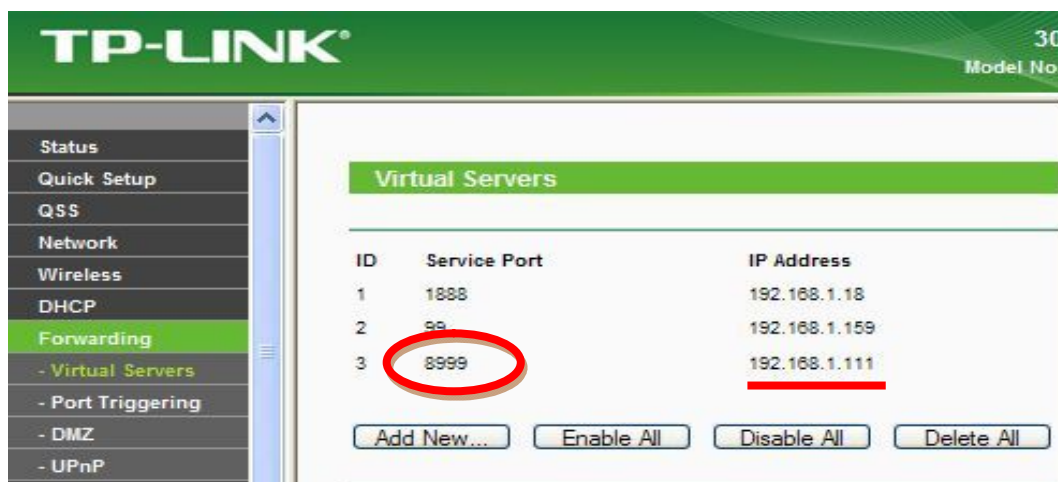 TP-LINK®
30
Model No
Status
Quick Setup
QSS
Network
Wireless
DHCP
Forwarding
- Virtual Servers
- Port Triggering
- DMZ
- UPnP
Virtual Servers
ID Service Port IP Address
1 1888 192.168.1.18
2 99 192.168.1.159
3 8999 192.168.1.111
Add New... Enable All Disable All Delete All